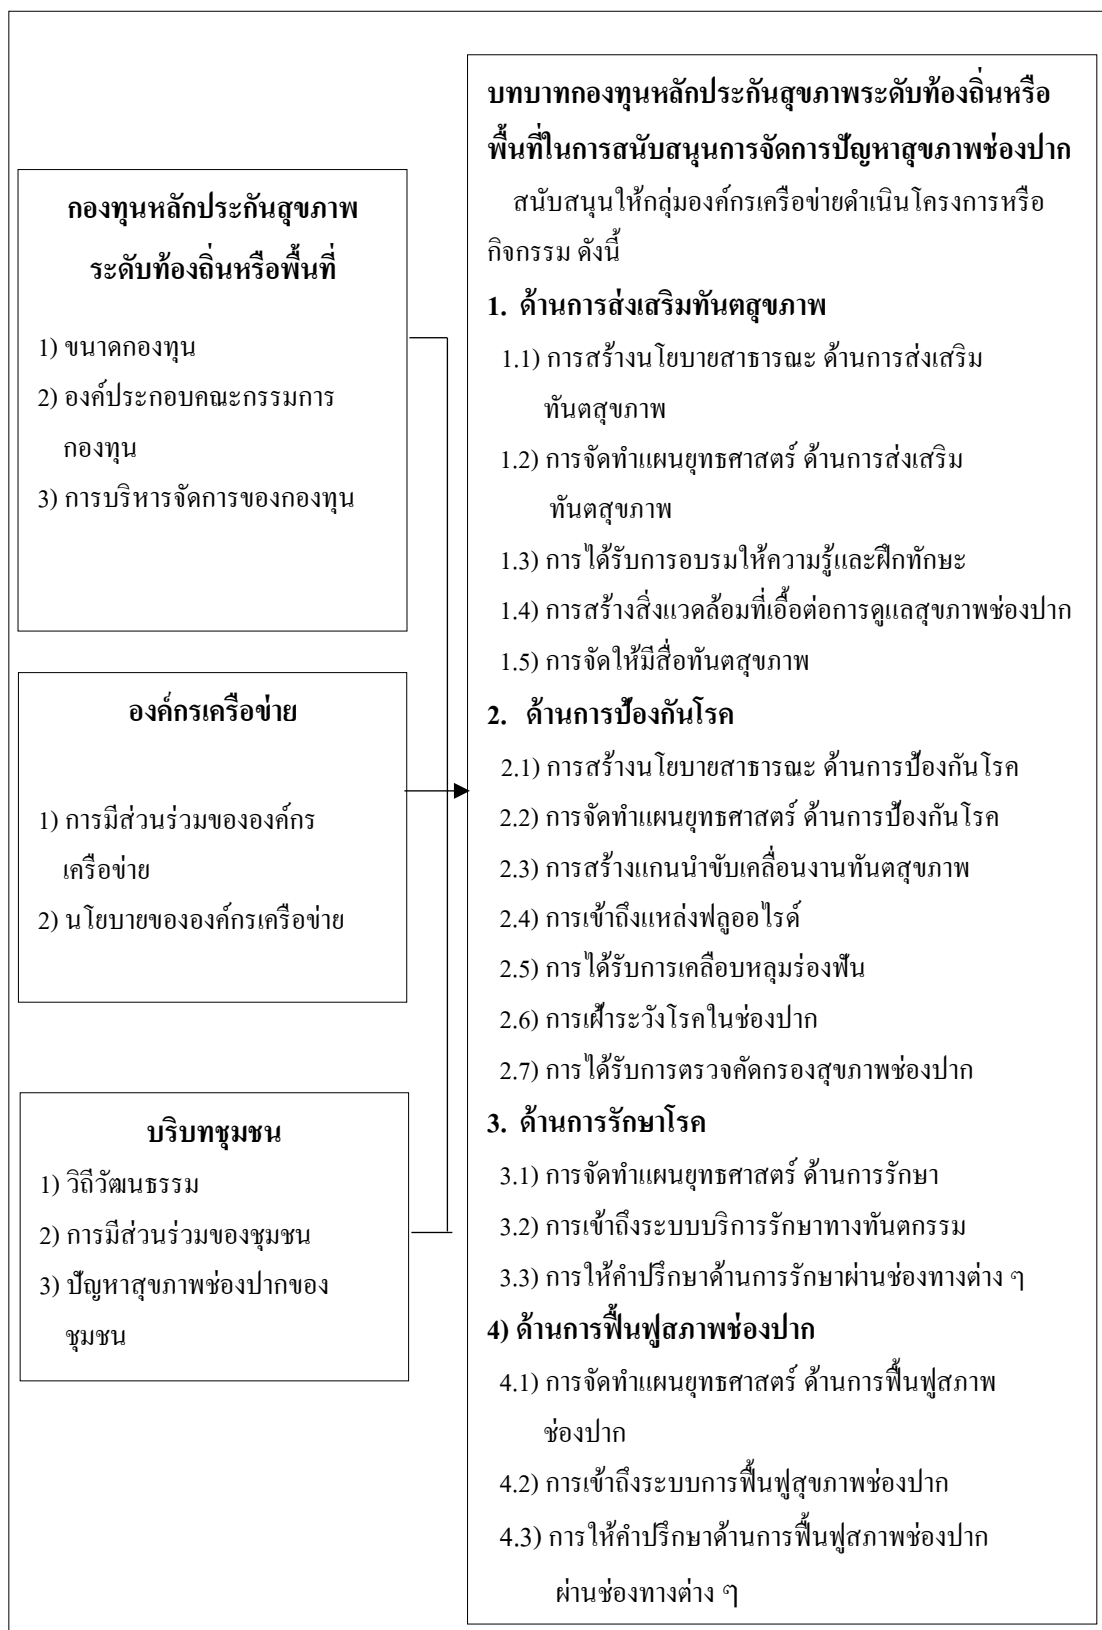 กองทุนหลักประกันสุขภาพ
ระดับท้องถิ่นหรือพื้นที่
1) ขนาดกองทุน
2) องค์ประกอบคณะกรรมการ
กองทุน
3) การบริหารจัดการของกองทุน
องค์กรเครือข่าย
1) การมีส่วนร่วมขององค์กร
เครือข่าย
2) นโยบายขององค์กรเครือข่าย
บริบทชุมชน
1) วิถีวัฒนธรรม
2) การมีส่วนร่วมของชุมชน
3) ปัญหาสุขภาพช่องปากของ
ชุมชน
บทบาทกองทุนหลักประกันสุขภาพระดับท้องถิ่นหรือ
พื้นที่ในการสนับสนุนการจัดการปัญหาสุขภาพช่องปาก
สนับสนุนให้กลุ่มองค์กรเครือข่ายดำเนินโครงการหรือ
กิจกรรม ดังนี้
1. ด้านการส่งเสริมทันตสุขภาพ
1.1) การสร้างนโยบายสาธารณะ ด้านการส่งเสริม
ทันตสุขภาพ
1.2) การจัดทำแผนยุทธศาสตร์ ด้านการส่งเสริม
ทันตสุขภาพ
1.3) การได้รับการอบรมให้ความรู้และฝึกทักษะ
1.4) การสร้างสิ่งแวดล้อมที่เอื้อต่อการดูแลสุขภาพช่องปาก
1.5) การจัดให้มีสื่อทันตสุขภาพ
2. ด้านการป้องกันโรค
2.1) การสร้างนโยบายสาธารณะ ด้านการป้องกันโรค
2.2) การจัดทำแผนยุทธศาสตร์ ด้านการป้องกันโรค
2.3) การสร้างแกนนำขับเคลื่อนงานทันตสุขภาพ
2.4) การเข้าถึงแหล่งฟลูออไรด์
2.5) การได้รับการเคลือบหลุมร่องฟัน
2.6) การเฝ้าระวังโรคในช่องปาก
2.7) การได้รับการตรวจคัดกรองสุขภาพช่องปาก
3. ด้านการรักษาโรค
3.1) การจัดทำแผนยุทธศาสตร์ ด้านการรักษา
3.2) การเข้าถึงระบบบริการรักษาทางทันตกรรม
3.3) การให้คำปรึกษาด้านการรักษาผ่านช่องทางต่าง ๆ
4) ด้านการฟื้นฟูสภาพช่องปาก
4.1) การจัดทำแผนยุทธศาสตร์ ด้านการฟื้นฟูสภาพ
ช่องปาก
4.2) การเข้าถึงระบบการฟื้นฟูสุขภาพช่องปาก
4.3) การให้คำปรึกษาด้านการฟื้นฟูสภาพช่องปาก
ผ่านช่องทางต่าง ๆ